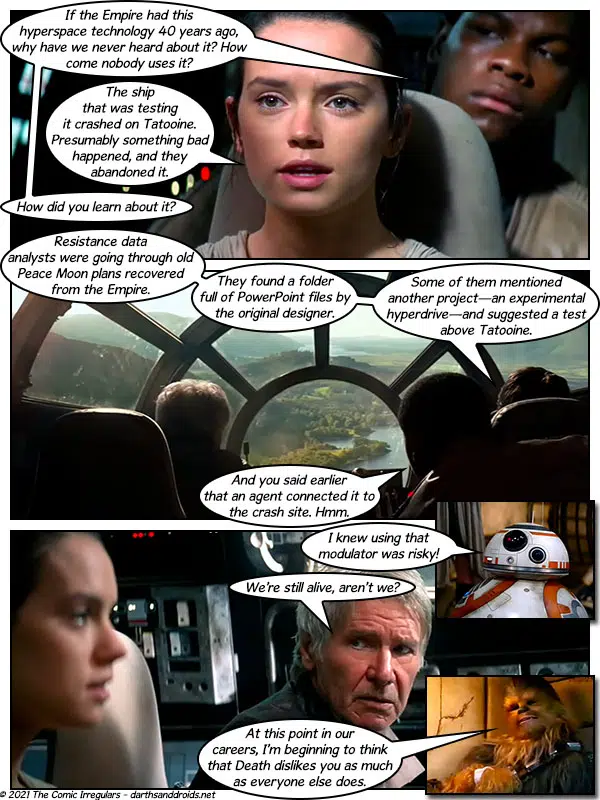 If the Empire had this
hyperspace technology 40 years ago,
why have we never heard about it? How
come nobody uses it?
The ship
that was testing
it crashed on Tatooine.
Presumably something bad
happened, and they
abandoned it.
How did you learn about it?
Resistance data
analysts were going through old
Peace Moon plans recovered
from the Empire.
They found a folder
full of PowerPoint files by
the original designer.
Some of them mentioned
another project—an experimental
hyperdrive—and suggested a test
above Tatooine.
And you said earlier
that an agent connected it to
the crash site. Hmm.
I knew using that
modulator was risky!
We're still alive, aren't we?
At this point in our
careers, I'm beginning to think
that Death dislikes you as much
as everyone else does.
© 2021 The Comic Irregulars - darthsanddroids.net